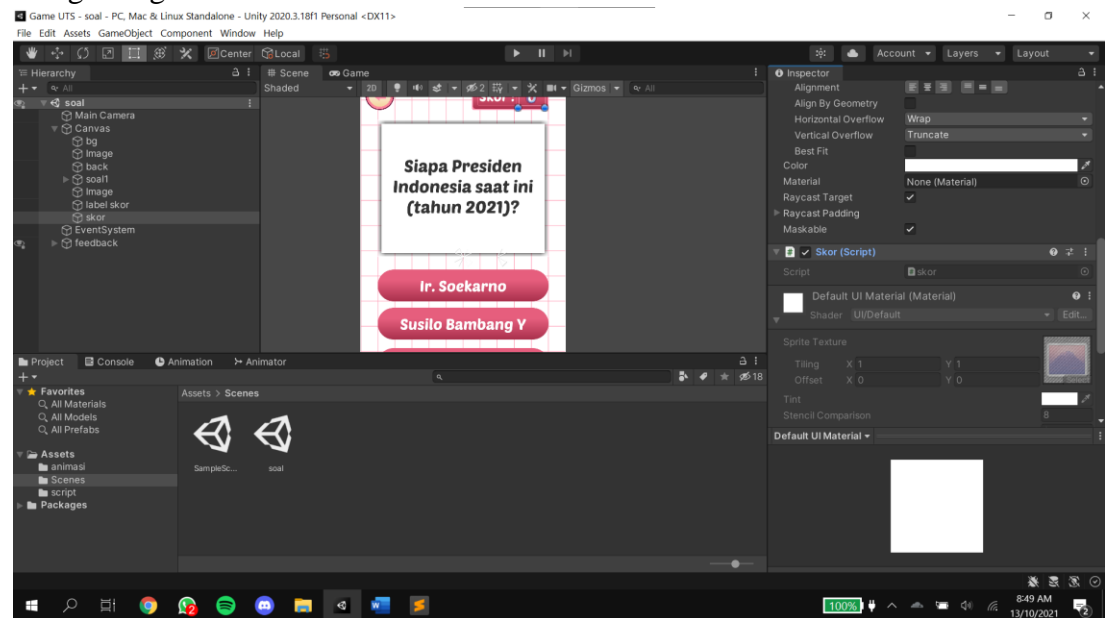 Game UTS - soal - PC, Mac & Linux Standalone - Unity 2020.3.18f1 Personal <DX11>
File Edit Assets GameObject Component Window Help
Center Local Account Layers Layout
Hierarchy
All
soal
Main Camera
Canvas
bg
Image
back
soal1
Image
label skor
skor
EventSystem
feedback
Scene Game
Shaded 2D 2 Gizmos All
Skor : 0
Siapa Presiden
Indonesia saat ini
(tahun 2021)?
Ir. Soekarno
Susilo Bambang Y
Inspector
Alignment
Align By Geometry
Horizontal Overflow Wrap
Vertical Overflow Truncate
Best Fit
Color
Material None (Material)
Raycast Target
Raycast Padding
Maskable
Skor (Script)
Script skor
Default UI Material (Material)
Shader UI/Default Edit...
Sprite Texture
Tiling X 1 Y 1
Offset X 0 Y 0
Select
Tint
Stencil Comparison 8
Default UI Material
Project Console Animation Animator
18
Favorites
All Materials
All Models
All Prefabs
Assets
animasi
Scenes
script
Packages
Assets > Scenes
SampleSc... soal
100%
8:49 AM
13/10/2021
2